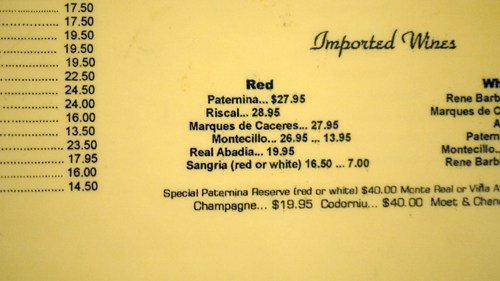 17.50
17.50
19.50
19.50
19.50
22.50
24.50
24.00
16.00
13.50
23.50
17.95
16.00
14.50
Imported Wines
Red
Paternina... $27.95
Riscal... 28.95
Marques de Caceres... 27.95
Montecillo... 26.95 ... 13.95
Real Abadia... 19.95
Sangria (red or white) 16.50 ... 7.00
Wh
Rene Barb
Marques de C
A
Patern
Montecillo..
Rene Barb
Special Paternina Reserve (red or white) $40.00 Monte Real or Viña A
Champagne... $19.95 Codorniu... $40.00 Moet & Chan